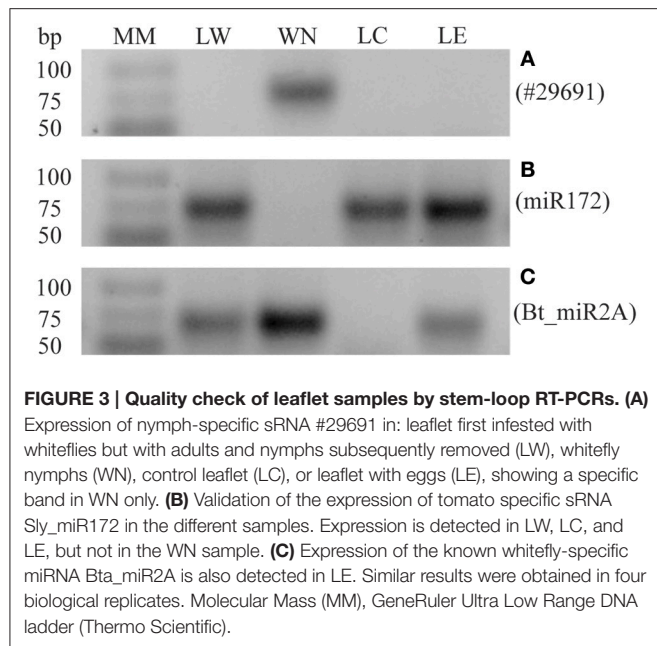 bp MM LW WN LC LE
100
75
50
A
(#29691)
100
75
50
B
(miR172)
100
75
50
C
(Bt_miR2A)
FIGURE 3 | Quality check of leaflet samples by stem-loop RT-PCRs. (A)
Expression of nymph-specific sRNA #29691 in: leaflet first infested with
whiteflies but with adults and nymphs subsequently removed (LW), whitefly
nymphs (WN), control leaflet (LC), or leaflet with eggs (LE), showing a specific
band in WN only. (B) Validation of the expression of tomato specific sRNA
Sly_miR172 in the different samples. Expression is detected in LW, LC, and
LE, but not in the WN sample. (C) Expression of the known whitefly-specific
miRNA Bta_miR2A is also detected in LE. Similar results were obtained in four
biological replicates. Molecular Mass (MM), GeneRuler Ultra Low Range DNA
ladder (Thermo Scientific).